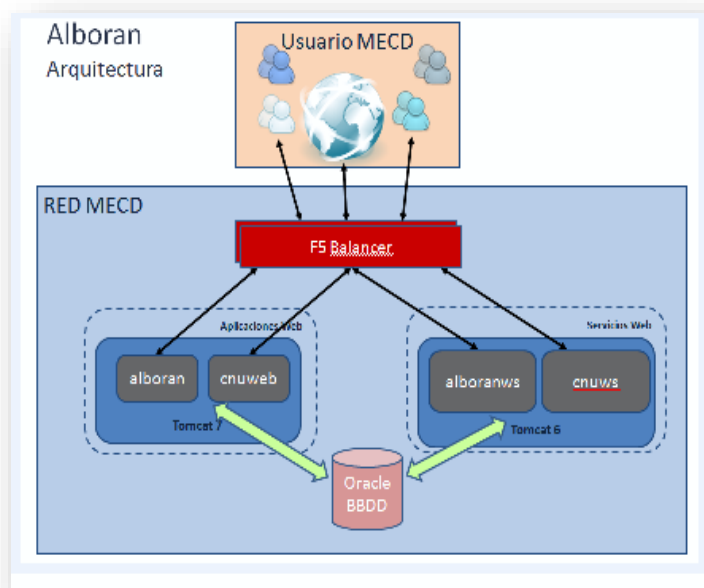 Alboran
Arquitectura
Usuario MECD
RED MECD
F5 Balancer
Aplicaciones Web
Servicios Web
alboran
cnuweb
alboranws
cnuws
Tomcat 7
Tomcat 6
Oracle
BBDD